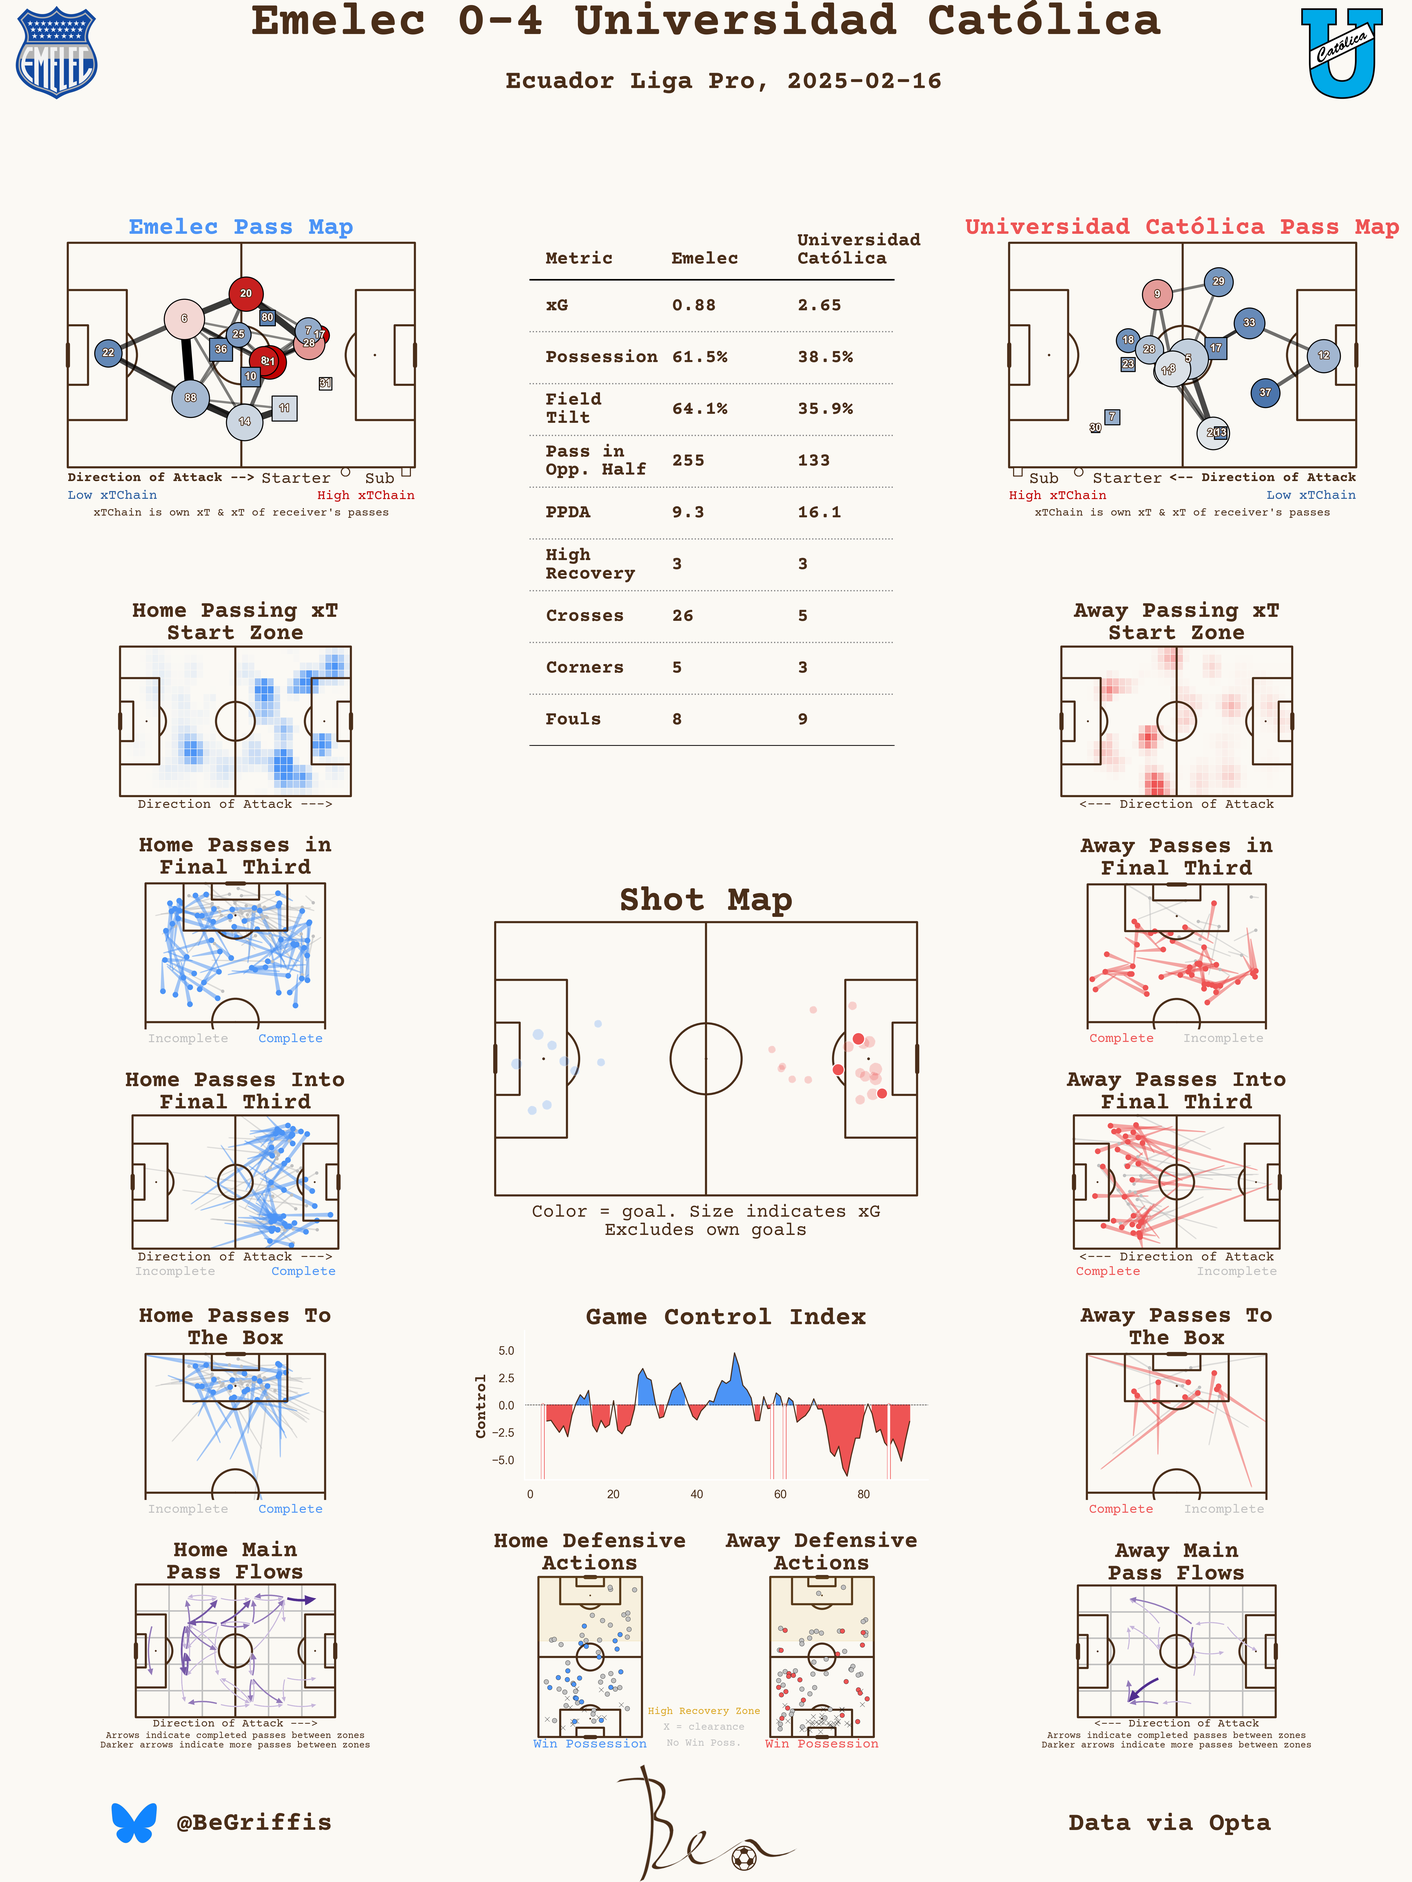 Emelec 0-4 Universidad Católica
Ecuador Liga Pro, 2025-02-16
EMELEC
Católica
Emelec Pass Map
22
6
88
20
25
36
80
8
21
10
14
11
7
17
28
31
Direction of Attack --> Starter Sub
Low xTChain High xTChain
xTChain is own xT & xT of receiver's passes
Metric Emelec Universidad
Católica
xG 0.88 2.65
Possession 61.5% 38.5%
Field
Tilt 64.1% 35.9%
Pass in
Opp. Half 255 133
PPDA 9.3 16.1
High
Recovery 3 3
Crosses 26 5
Corners 5 3
Fouls 8 9
Universidad Católica Pass Map
9
29
33
18
28
23
17
5
8
12
37
7
30
13
Sub Starter <-- Direction of Attack
High xTChain Low xTChain
xTChain is own xT & xT of receiver's passes
Home Passing xT
Start Zone
Direction of Attack --->
Away Passing xT
Start Zone
<--- Direction of Attack
Home Passes in
Final Third
Incomplete Complete
Away Passes in
Final Third
Complete Incomplete
Shot Map
Color = goal. Size indicates xG
Excludes own goals
Home Passes Into
Final Third
Direction of Attack --->
Incomplete Complete
Away Passes Into
Final Third
<--- Direction of Attack
Complete Incomplete
Home Passes To
The Box
Incomplete Complete
Game Control Index
Control
5.0
2.5
0.0
−2.5
−5.0
0 20 40 60 80
Away Passes To
The Box
Complete Incomplete
Home Main
Pass Flows
Direction of Attack --->
Arrows indicate completed passes between zones
Darker arrows indicate more passes between zones
Home Defensive
Actions
Win Possession
Away Defensive
Actions
Win Possession
High Recovery Zone
X = clearance
No Win Poss.
Away Main
Pass Flows
<--- Direction of Attack
Arrows indicate completed passes between zones
Darker arrows indicate more passes between zones
@BeGriffis
Ben
Data via Opta